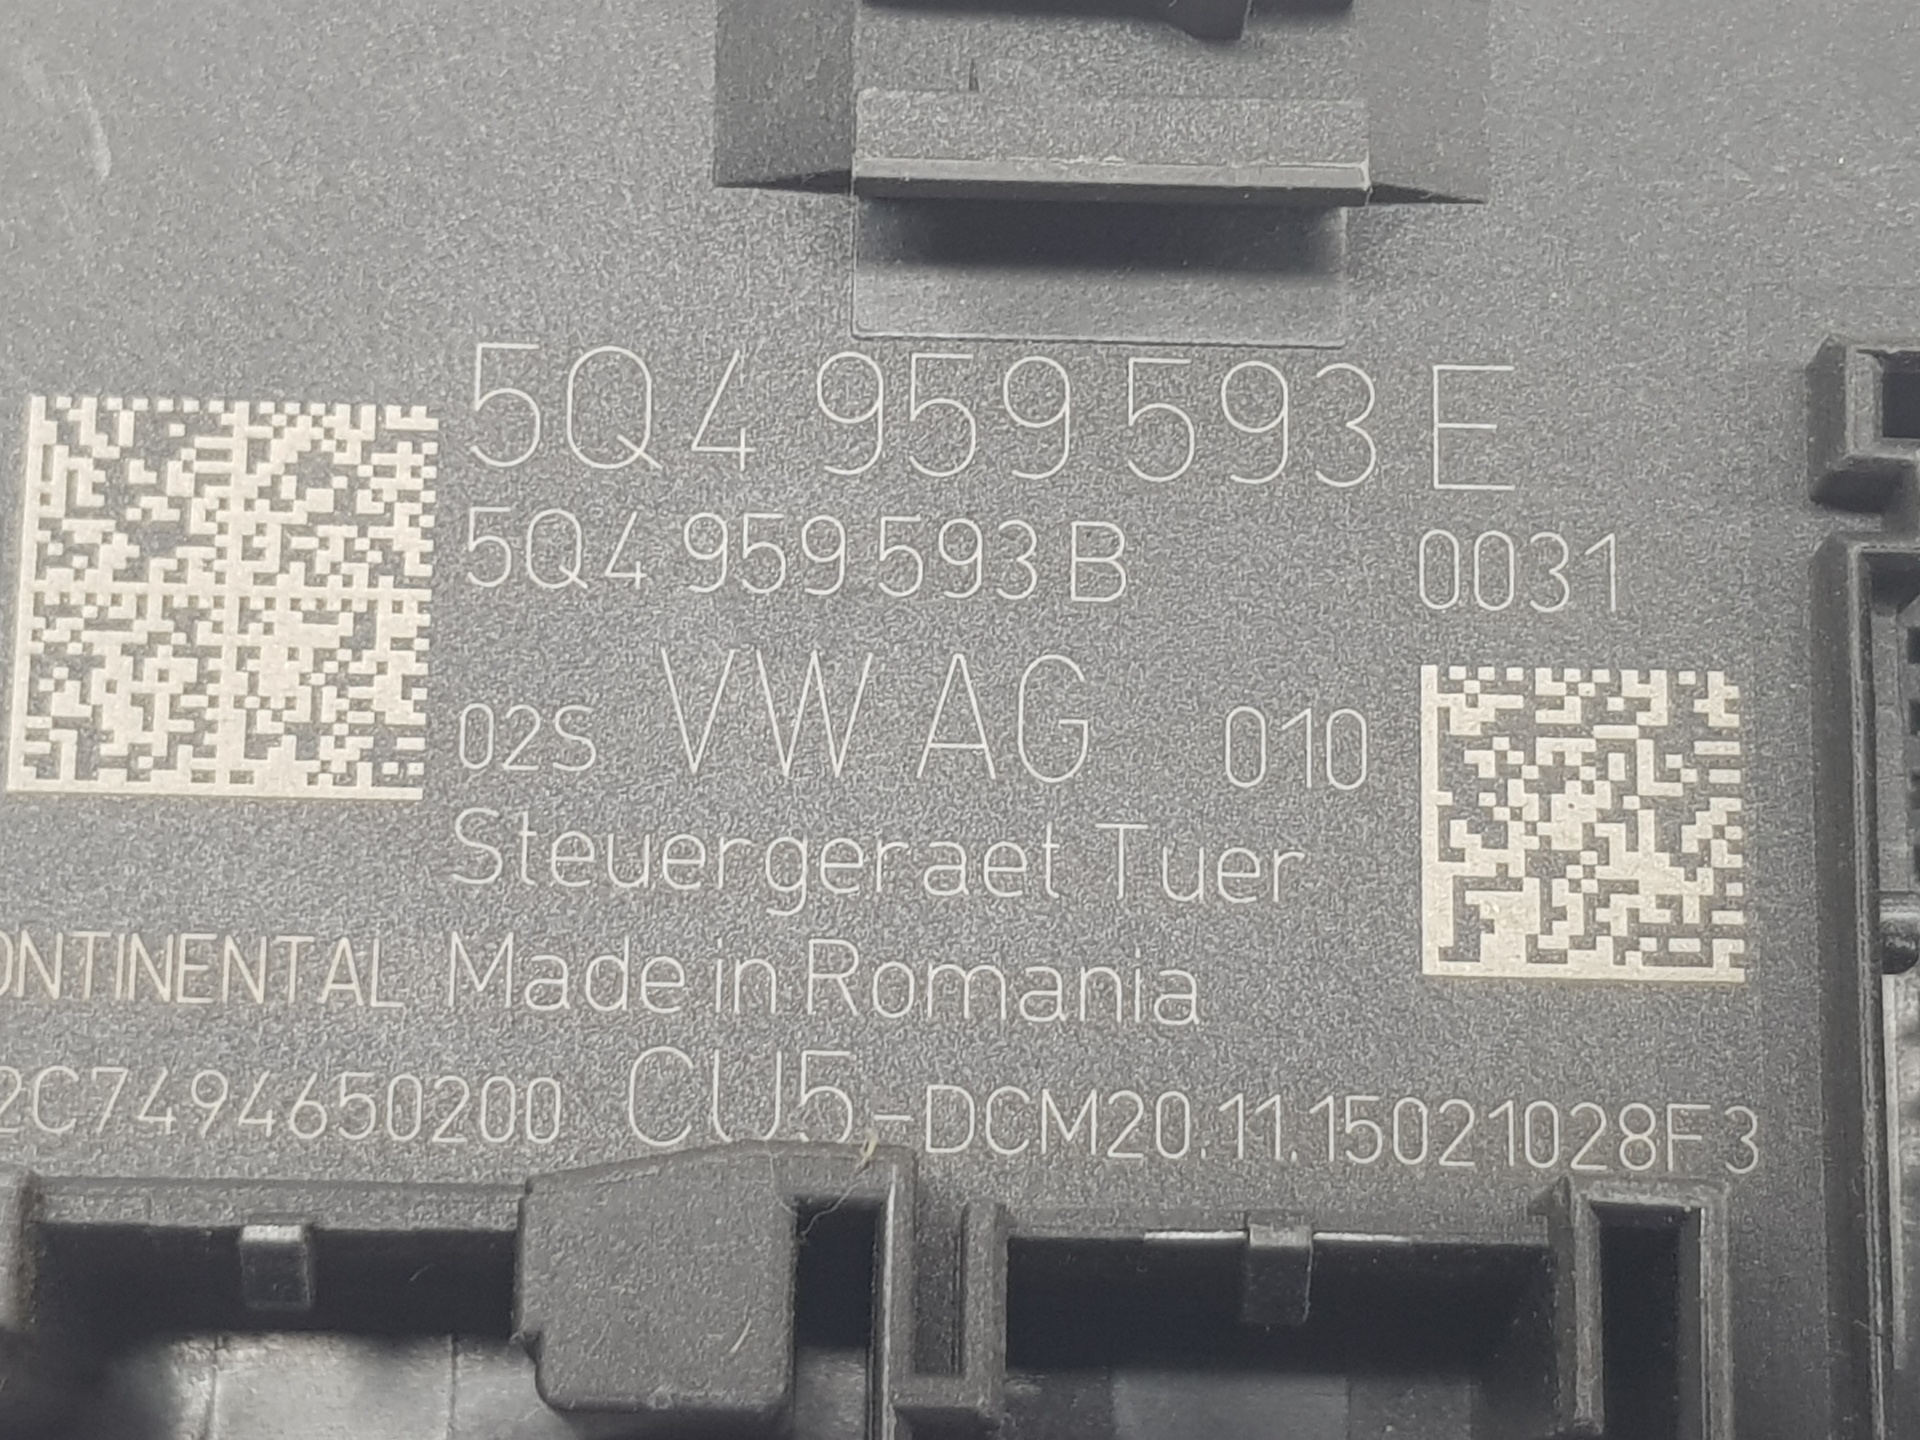 5Q4 959 593 E
5Q4 959 593 B 0031
02S VW AG 010
Steuergeraet Tuer
ONTINENTAL Made in Romania
2C7494650200 CU5-DCM20.11.15021028F3